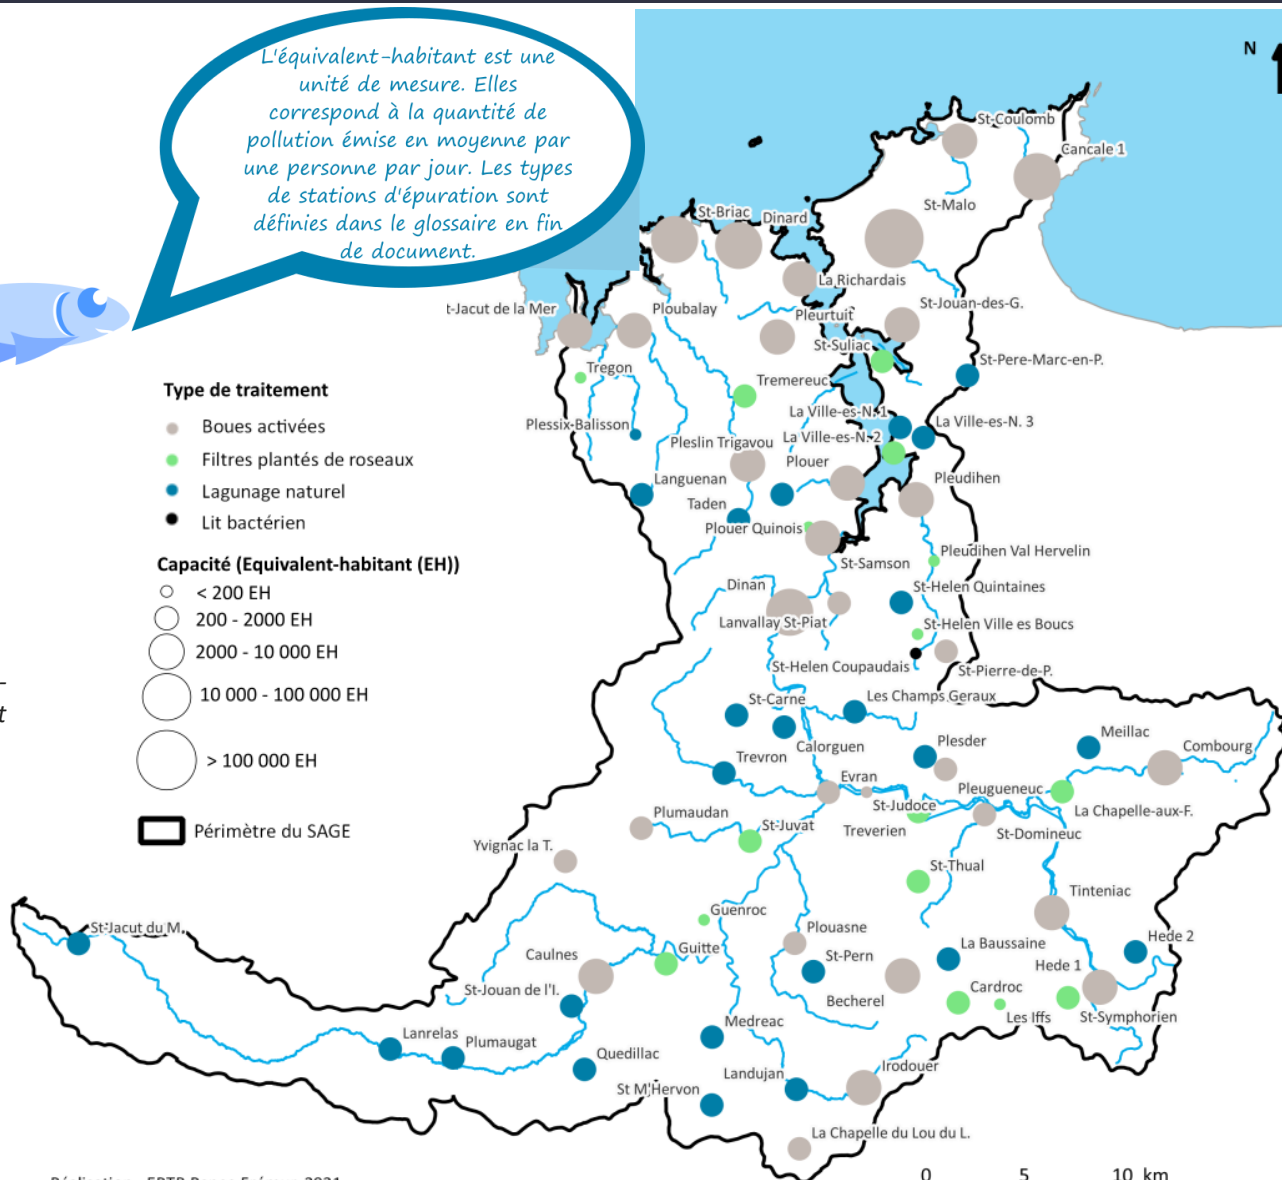 L'équivalent-habitant est une
unité de mesure. Elles
correspond à la quantité de
pollution émise en moyenne par
une personne par jour. Les types
de stations d'épuration sont
définies dans le glossaire en fin
de document.
N
St-Coulomb
Cancale 1
St-Malo
St-Briac
Dinard
La Richardais
St-Jouan-des-G.
t-Jacut de la Mer
Ploubalay
Pleurtuit
St-Suliac
St-Pere-Marc-en-P.
Tregon
Tremereuc
La Ville-es-N. 1
La Ville-es-N. 3
Plessix-Balisson
Pleslin Trigavou
La Ville-es-N. 2
Plouer
Languenan
Pleudihen
Taden
Plouer Quinois
St-Samson
Pleudihen Val Hervelin
Dinan
St-Helen Quintaines
Lanvallay St-Piat
St-Helen Ville es Boucs
St-Helen Coupaudais
St-Pierre-de-P.
Type de traitement
Boues activées
Filtres plantés de roseaux
Lagunage naturel
Lit bactérien
Capacité (Equivalent-habitant (EH))
< 200 EH
200 - 2000 EH
2000 - 10 000 EH
10 000 - 100 000 EH
> 100 000 EH
Périmètre du SAGE
t
St-Carne
Les Champs Geraux
Calorguen
Plesder
Meillac
Combourg
Trevron
Evran
Pleugueneuc
St-Judoce
La Chapelle-aux-F.
Plumaudan
St-Juvat
Treverien
St-Domineuc
Yvignac la T.
St-Thual
Tinteniac
Guenroc
St-Jacut du M.
Plouasne
Guitte
Caulnes
St-Pern
La Baussaine
Hede 2
Hede 1
St-Jouan de l'I.
Becherel
Cardroc
Les Iffs
St-Symphorien
Medreac
Lanrelas
Plumaugat
Quedillac
Landujan
Irodouer
St M'Hervon
La Chapelle du Lou du L.
0 5 10 km